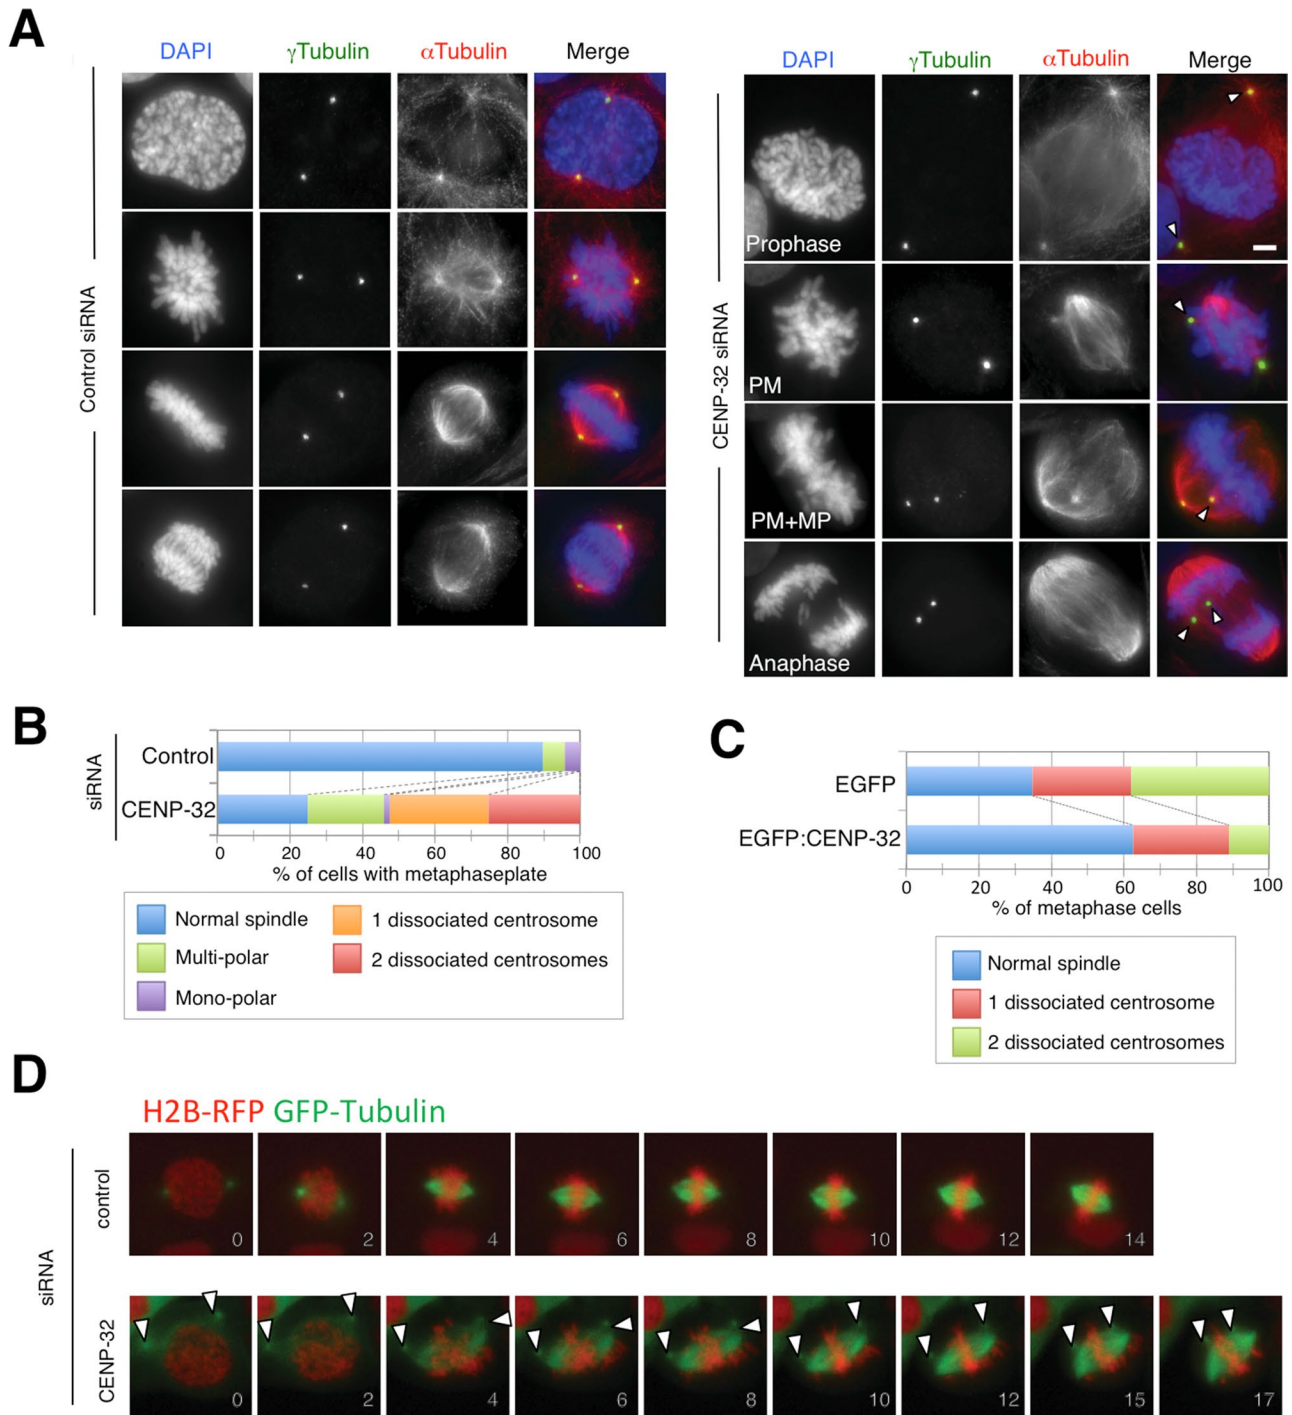 A
DAPI γTubulin αTubulin Merge
DAPI γTubulin αTubulin Merge
Control siRNA
CENP-32 siRNA
Prophase
PM
PM+MP
Anaphase
B
siRNA
Control
CENP-32
0 20 40 60 80 100
% of cells with metaphaseplate
Normal spindle
1 dissociated centrosome
Multi-polar
2 dissociated centrosomes
Mono-polar
C
EGFP
EGFP:CENP-32
0 20 40 60 80 100
% of metaphase cells
Normal spindle
1 dissociated centrosome
2 dissociated centrosomes
D
H2B-RFP GFP-Tubulin
siRNA
control
0 2 4 6 8 10 12 14
CENP-32
0 2 4 6 8 10 12 15 17